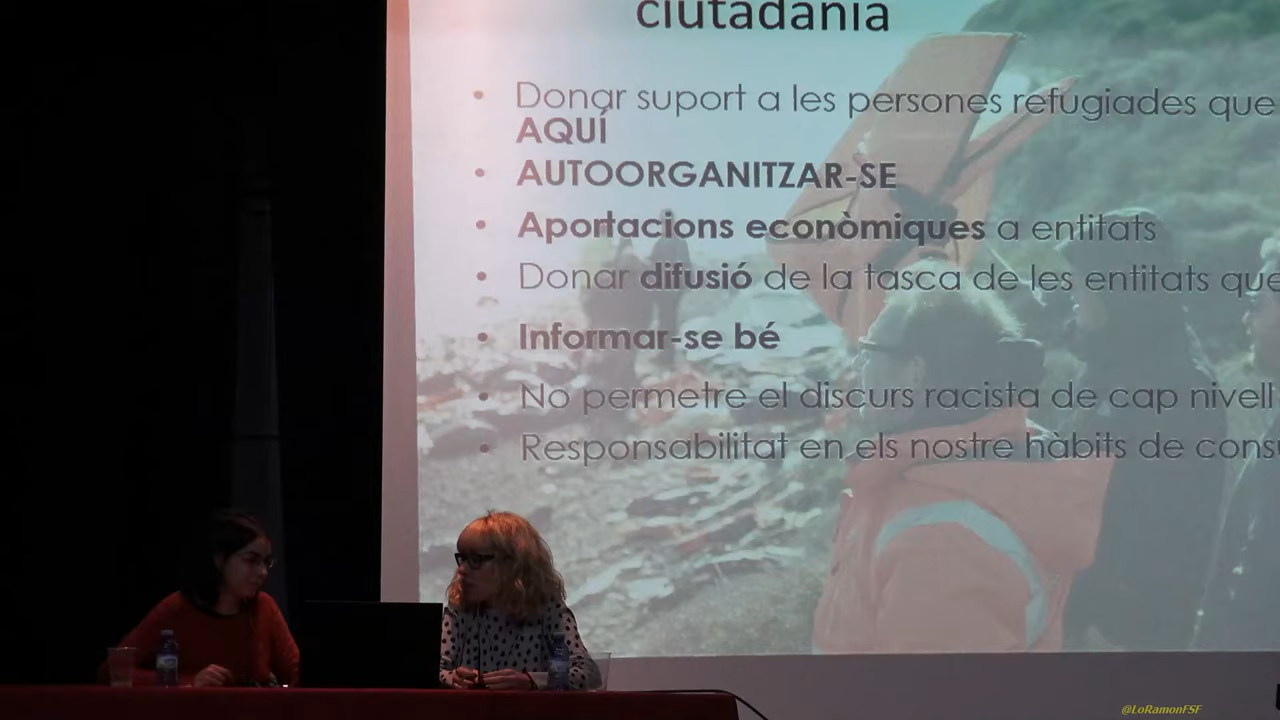 ciutadania
• Donar suport a les persones refugiades que
AQUÍ
• AUTOORGANITZAR-SE
• Aportacions econòmiques a entitats
• Donar difusió de la tasca de les entitats que
• Informar-se bé
• No permetre el discurs racista de cap nivell
• Responsabilitat en els nostre hàbits de
@LoRamonFSF